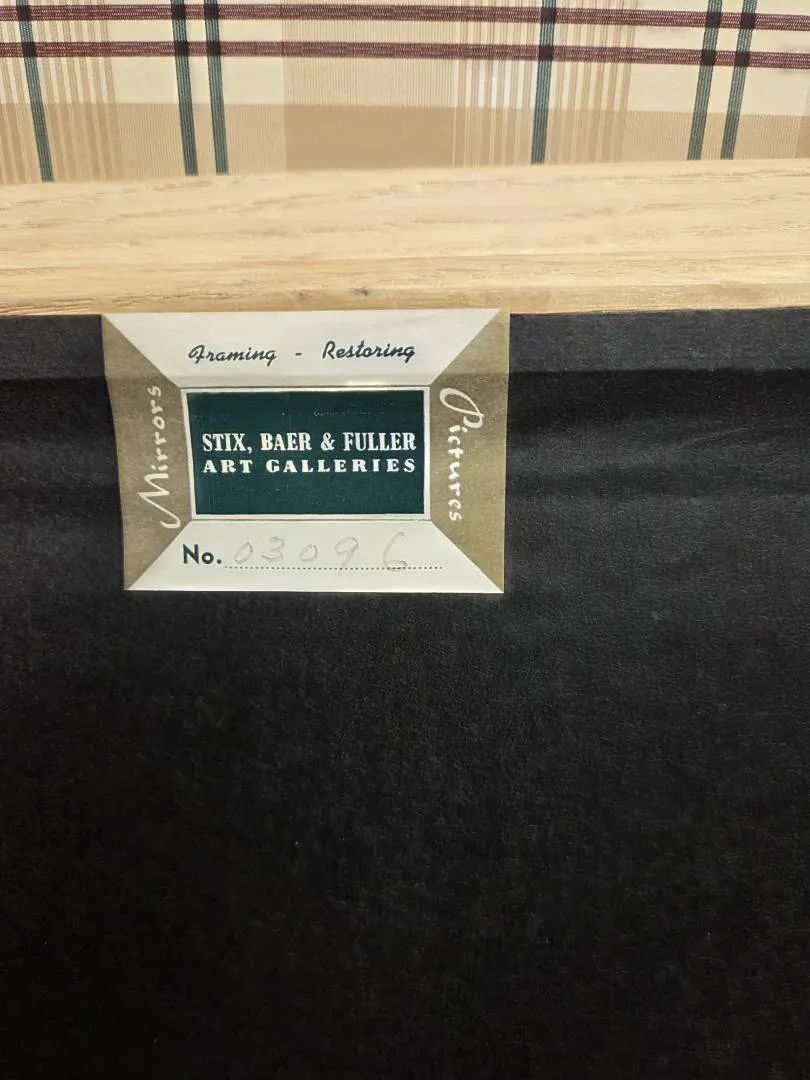 Framing - Restoring
Mirrors
STIX, BAER & FULLER
ART GALLERIES
Pictures
No. 03096